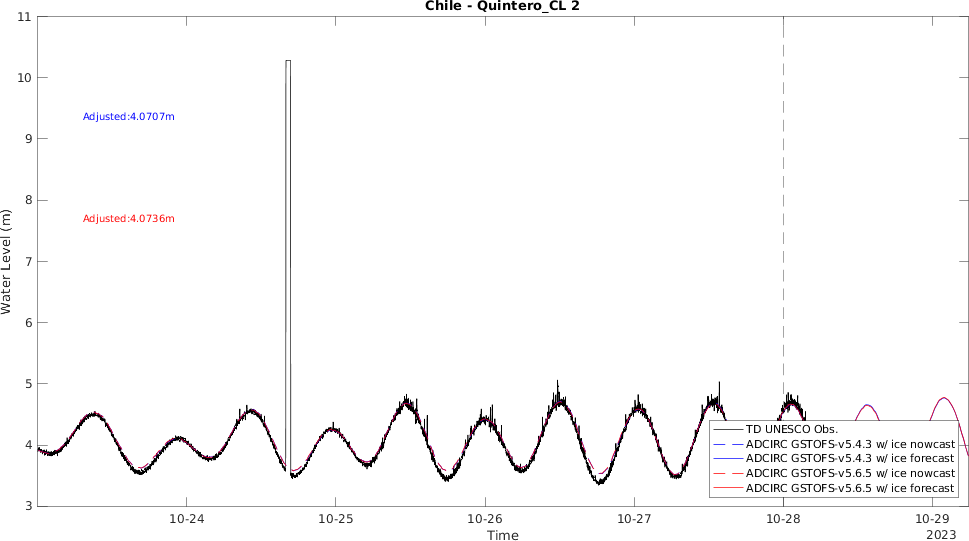 Chile - Quintero_CL 2
11
10
9
8
7
6
5
4
3
Water Level (m)
Adjusted:4.0707m
Adjusted:4.0736m
TD UNESCO Obs.
ADCIRC GSTOFS-v5.4.3 w/ ice nowcast
ADCIRC GSTOFS-v5.4.3 w/ ice forecast
ADCIRC GSTOFS-v5.6.5 w/ ice nowcast
ADCIRC GSTOFS-v5.6.5 w/ ice forecast
10-24 10-25 10-26 10-27 10-28 10-29
Time
2023